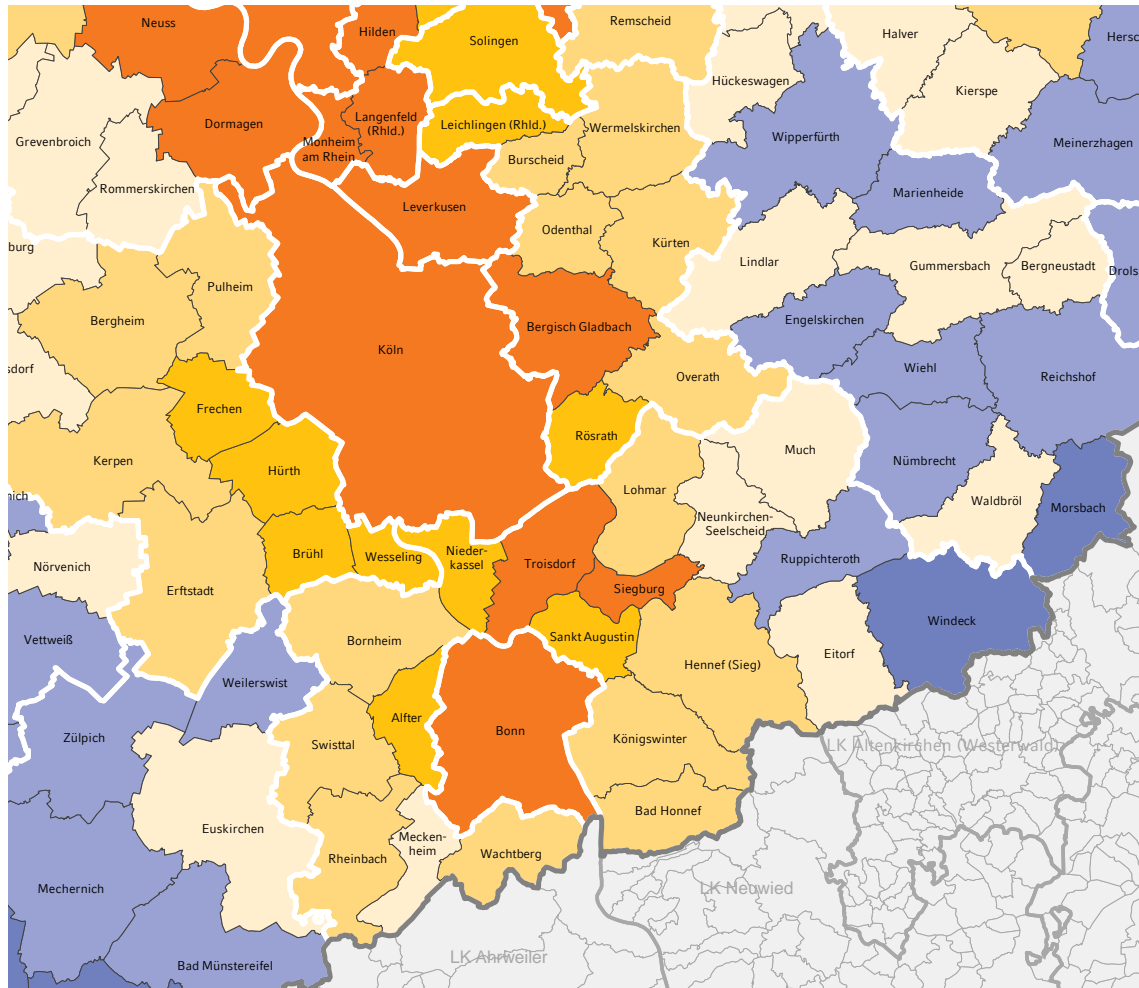 Neuss
Hilden
Solingen
Remscheid
Halver
Hersc
Hückeswagen
Kierspe
Langenfeld
(Rhld.)
Leichlingen (Rhld.)
Wermelskirchen
Dormagen
Wipperfürth
Meinerzhagen
Grevenbroich
Monheim
am Rhein
Burscheid
Rommerskirchen
Marienheide
Leverkusen
Odenthal
Kürten
burg
Lindlar
Gummersbach
Bergneustadt
Drols
Pulheim
Bergheim
Bergisch Gladbach
Engelskirchen
Köln
sdorf
Overath
Wiehl
Reichshof
Frechen
Rösrath
Much
Kerpen
Hürth
Nümbrecht
nich
Lohmar
Waldbröl
Morsbach
Neunkirchen-
Seelscheid
Brühl
Wesseling
Nieder-
kassel
Troisdorf
Ruppichteroth
Nörvenich
Erftstadt
Siegburg
Windeck
Vettweiß
Bornheim
Sankt Augustin
Eitorf
Hennef (Sieg)
Weilerswist
Alfter
Bonn
Zülpich
Swisttal
Königswinter
LK Altenkirchen (Westerwald)
Euskirchen
Bad Honnef
Mecken-
heim
Rheinbach
Wachtberg
Mechernich
LK Neuwied
LK Ahrweiler
Bad Münstereifel